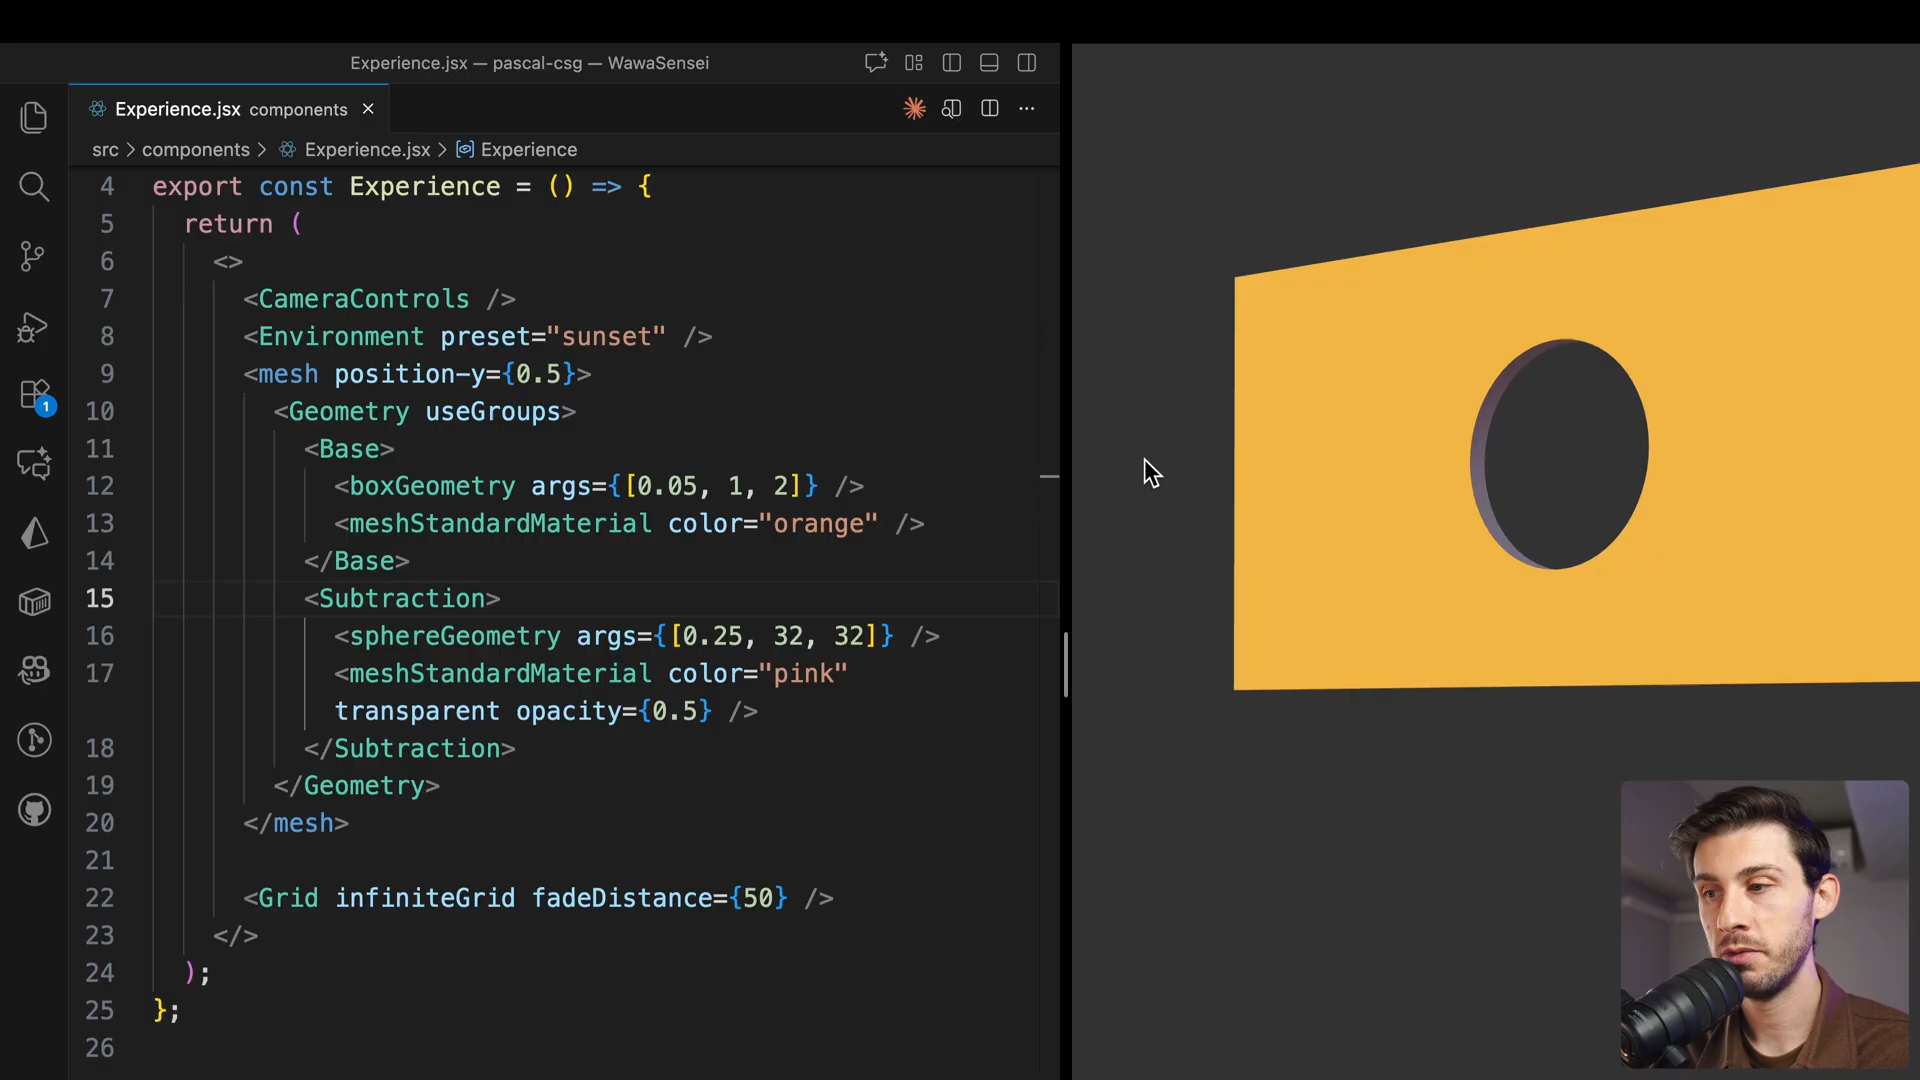 Experience.jsx — pascal-csg — WawaSensei
Experience.jsx components
src > components > Experience.jsx > Experience
4 export const Experience = () => {
5 return (
6 <>
7 <CameraControls />
8 <Environment preset="sunset" />
9 <mesh position-y={0.5}>
10 <Geometry useGroups>
11 <Base>
12 <boxGeometry args={[0.05, 1, 2]} />
13 <meshStandardMaterial color="orange" />
14 </Base>
15 <Subtraction>
16 <sphereGeometry args={[0.25, 32, 32]} />
17 <meshStandardMaterial color="pink"
transparent opacity={0.5} />
18 </Subtraction>
19 </Geometry>
20 </mesh>
21
22 <Grid infiniteGrid fadeDistance={50} />
23 </>
24 );
25 };
26
1